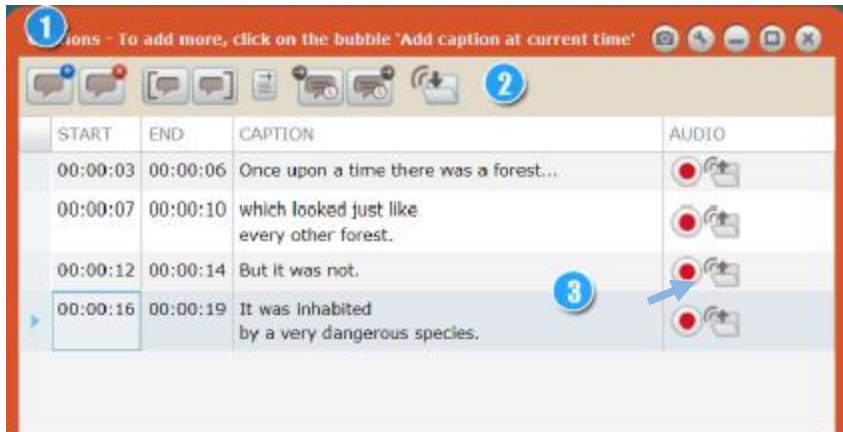 1
ions - To add more, click on the bubble 'Add caption at current time'
2
START END CAPTION AUDIO
00:00:03 00:00:06 Once upon a time there was a forest...
00:00:07 00:00:10 which looked just like
every other forest.
00:00:12 00:00:14 But it was not.
3
00:00:16 00:00:19 It was inhabited
by a very dangerous species.